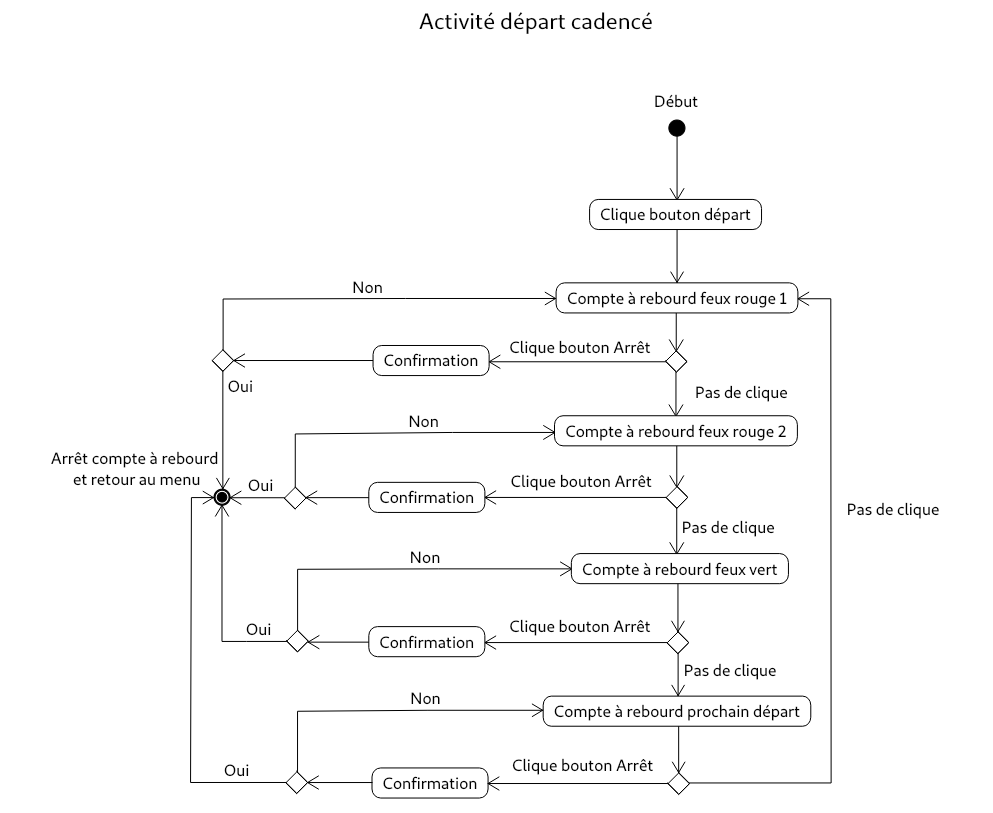 Activité départ cadencé
Début
Clique bouton départ
Non
Compte à rebourd feux rouge 1
Clique bouton Arrêt
Confirmation
Oui
Pas de clique
Non
Compte à rebourd feux rouge 2
Arrêt compte à rebourd
et retour au menu
Oui
Clique bouton Arrêt
Confirmation
Pas de clique
Pas de clique
Non
Compte à rebourd feux vert
Oui
Clique bouton Arrêt
Confirmation
Pas de clique
Non
Compte à rebourd prochain départ
Oui
Clique bouton Arrêt
Confirmation